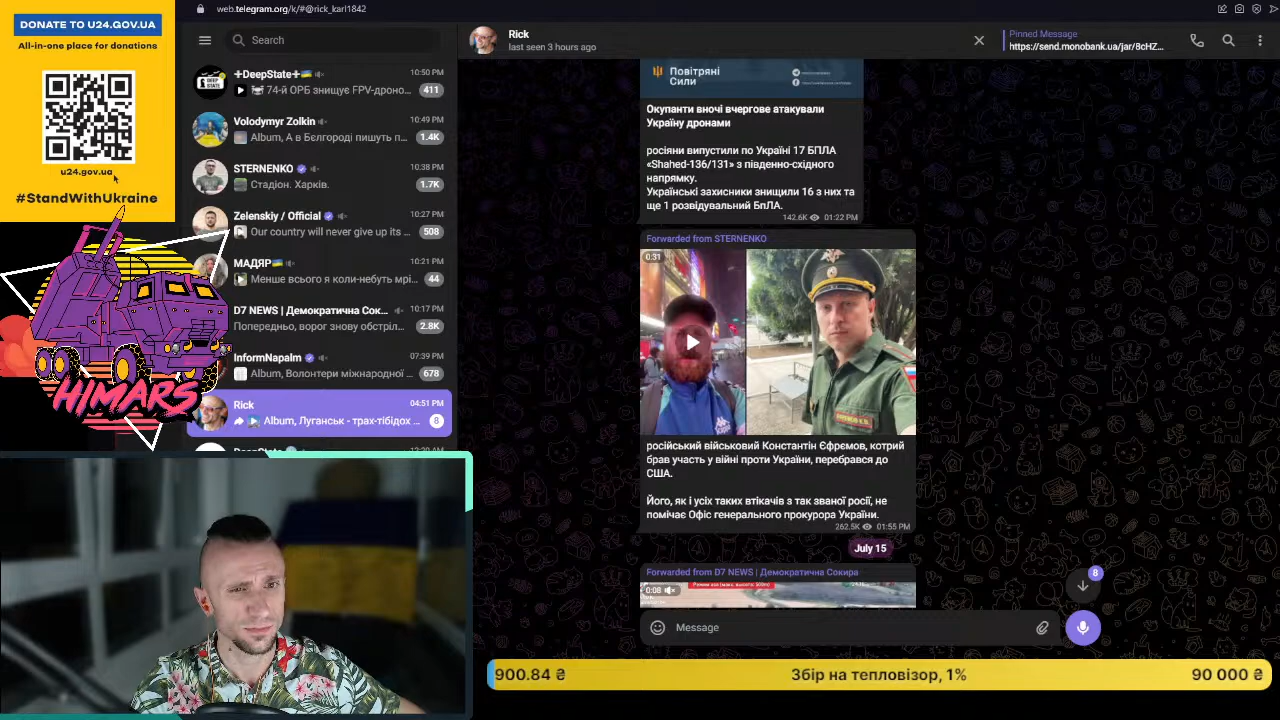 web.telegram.org/k/#@rick_karl1842
DONATE TO U24.GOV.UA
All-in-one place for donations
u24.gov.ua
#StandWithUkraine
HIMARS
Search
DEEP STATE
+DeepState+🇺🇦
10:50 PM
74-й ОРБ знищує FPV-дроно...
411
Volodymyr Zolkin
10:49 PM
Album, А в Бєлгороді пишуть п...
1.4K
STERNENKO
10:38 PM
Стадіон. Харків.
1.7K
Zelenskiy / Official
10:27 PM
Our country will never give up its ...
508
МАДЯР🇺🇦
10:21 PM
Менше всього я коли-небуть мрі...
44
D7 NEWS | Демократична Сок...
10:17 PM
Попередньо, ворог знову обстріл...
2.8K
InformNapalm
07:39 PM
Album, Волонтери міжнародної ...
678
Rick
04:51 PM
Album, Луганськ - трах-тібідох ...
8
Rick
last seen 3 hours ago
Pinned Message
https://send.monobank.ua/jar/8cHZ...
Повітряні
Сили
Окупанти вночі вчергове атакували
Україну дронами
росіяни випустили по Україні 17 БПЛА
«Shahed-136/131» з південно-східного
напрямку.
Українські захисники знищили 16 з них та
ще 1 розвідувальний БпЛА.
142.6K 01:22 PM
Forwarded from STERNENKO
0:31
російський військовий Константін Єфрємов, котрий
брав участь у війні проти України, перебрався до
США.
Його, як і усіх таких втікачів з так званої росії, не
помічає Офіс генерального прокурора України.
262.5K 01:55 PM
July 15
Forwarded from D7 NEWS | Демократична Сокира
0:08
8
Message
900.84 ₴
Збір на тепловізор, 1%
90 000 ₴